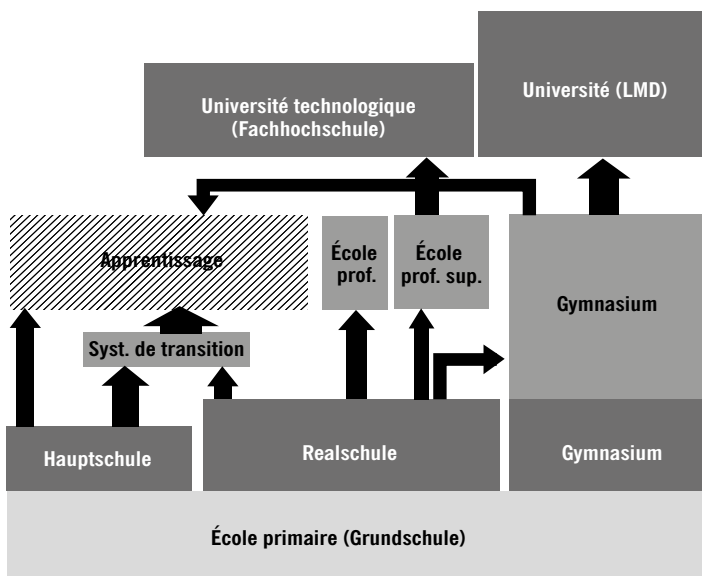 Université technologique
(Fachhochschule)
Université (LMD)
Apprentissage
École
prof.
École
prof. sup.
Gymnasium
Syst. de transition
Hauptschule
Realschule
Gymnasium
École primaire (Grundschule)